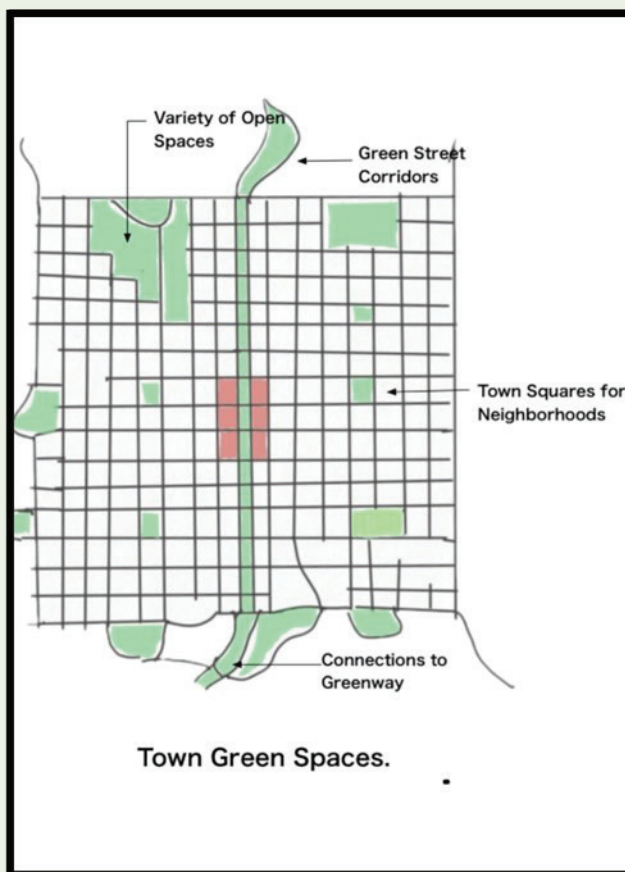 Variety of Open
Spaces
Green Street
Corridors
Town Squares for
Neighborhoods
Connections to
Greenway
Town Green Spaces.